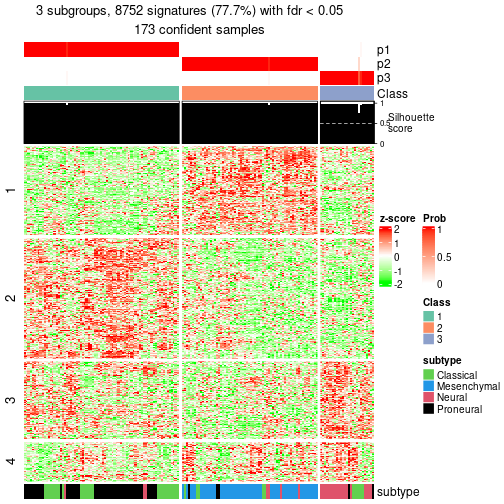 3 subgroups, 8752 signatures (77.7%) with fdr < 0.05
173 confident samples
p1
p2
p3
Class
1
0.5
0
Silhouette
score
1
2
3
4
z-score
2
1
0
-1
-2
Prob
1
0.5
0
Class
1
2
3
subtype
Classical
Mesenchymal
Neural
Proneural
subtype